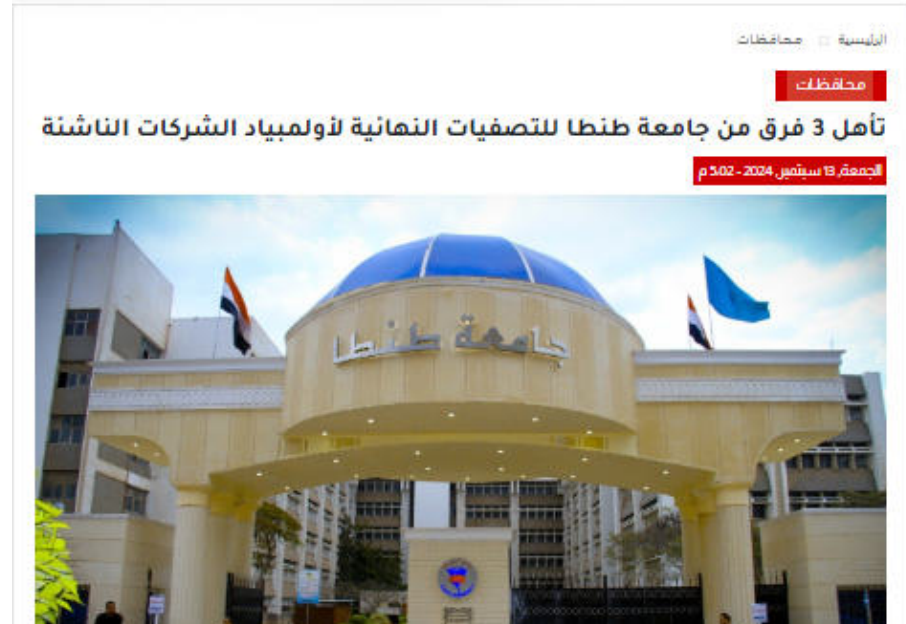 الرئيسية محافظات
محافظات
تأهل 3 فرق من جامعة طنطا للتصفيات النهائية لأولمبياد الشركات الناشئة
الجمعة, 13 سبتمبر, 2024 - 5:02 م
جامعة طنطا